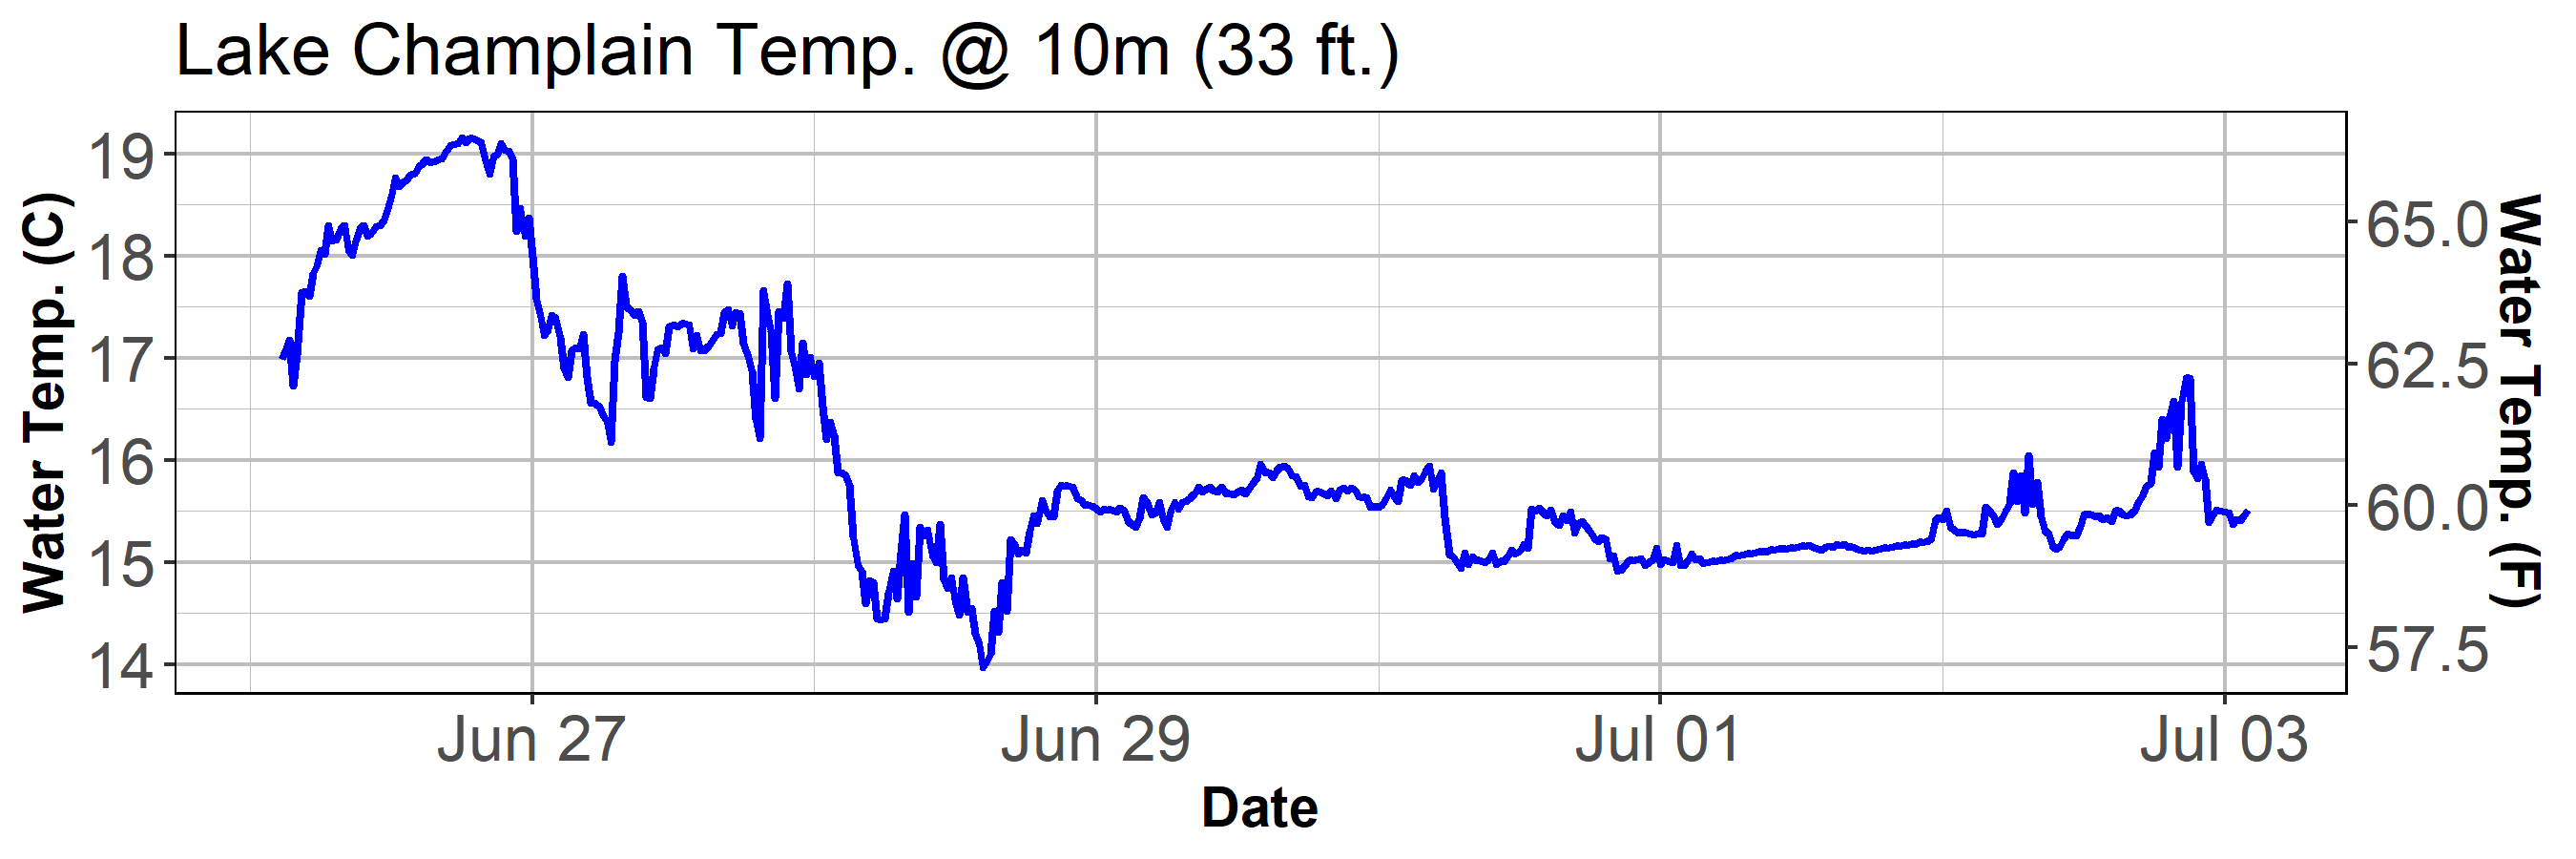 Lake Champlain Temp. @ 10m (33 ft.)
Water Temp. (C)
19
18
17
16
15
14
65.0
62.5
60.0
57.5
Water Temp. (F)
Jun 27 Jun 29 Jul 01 Jul 03
Date